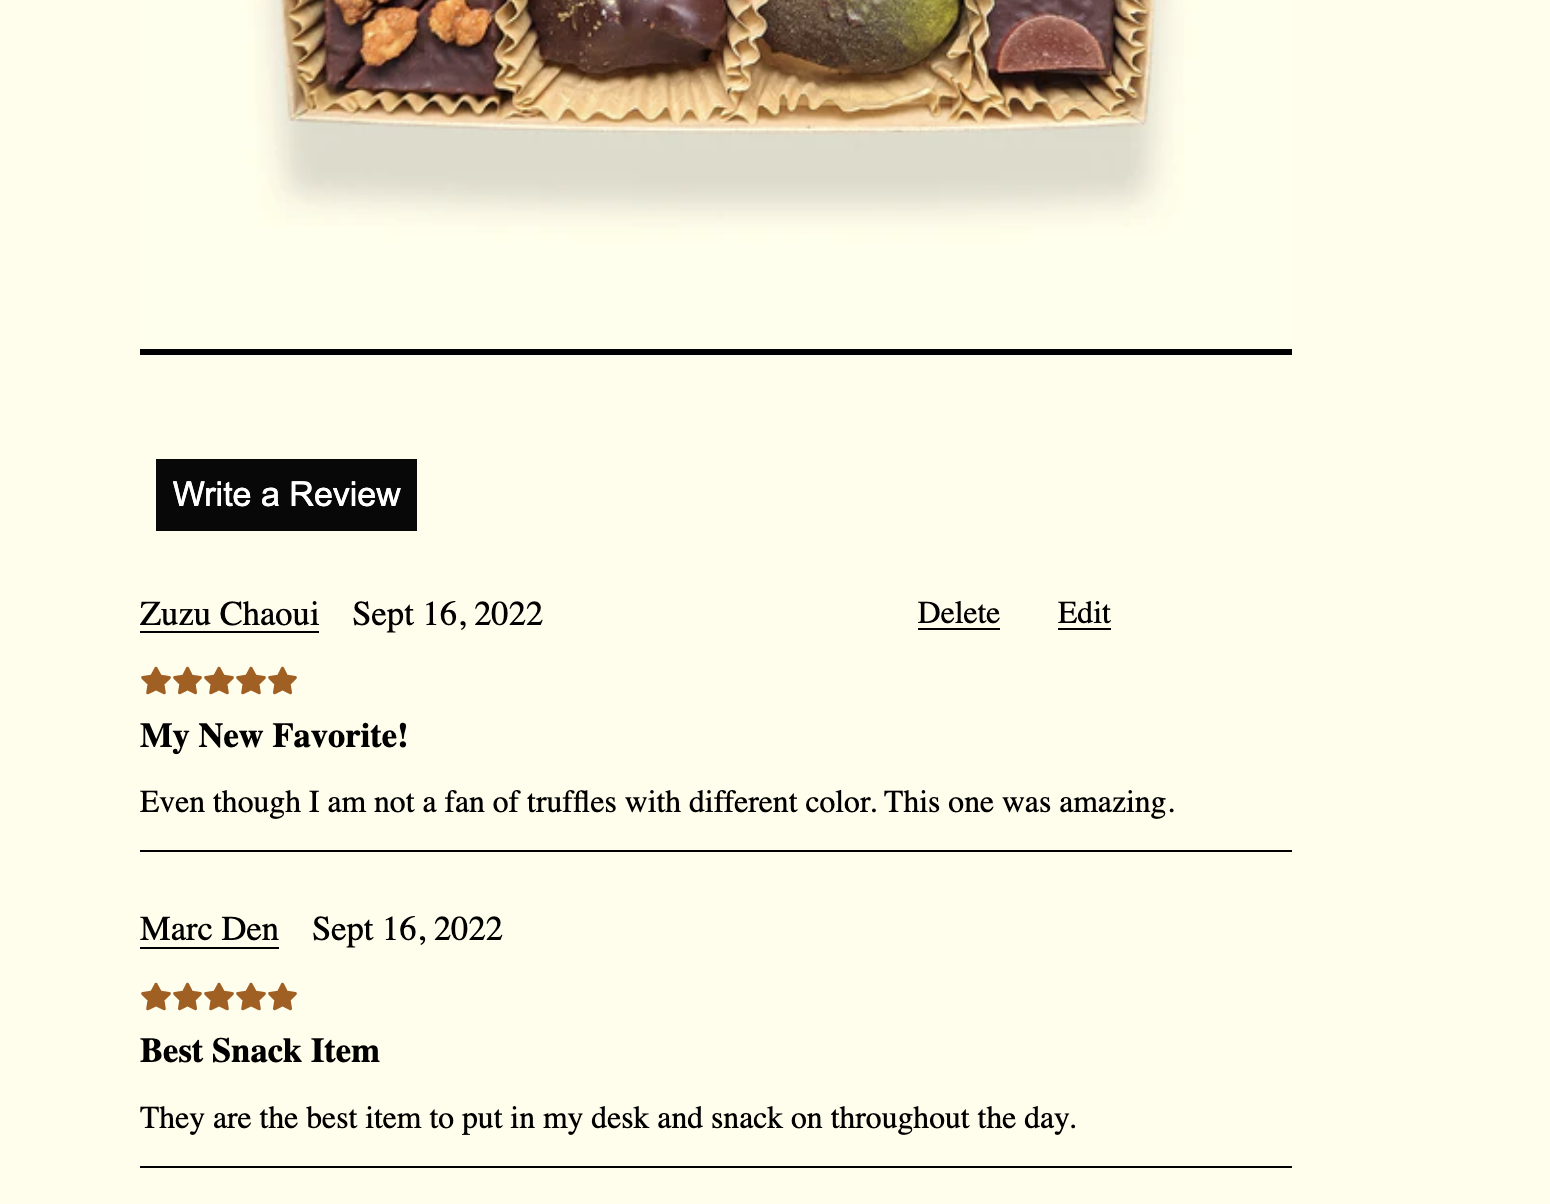 Write a Review
Zuzu Chaoui Sept 16, 2022 Delete Edit
My New Favorite!
Even though I am not a fan of truffles with different color. This one was amazing.
Marc Den Sept 16, 2022
Best Snack Item
They are the best item to put in my desk and snack on throughout the day.